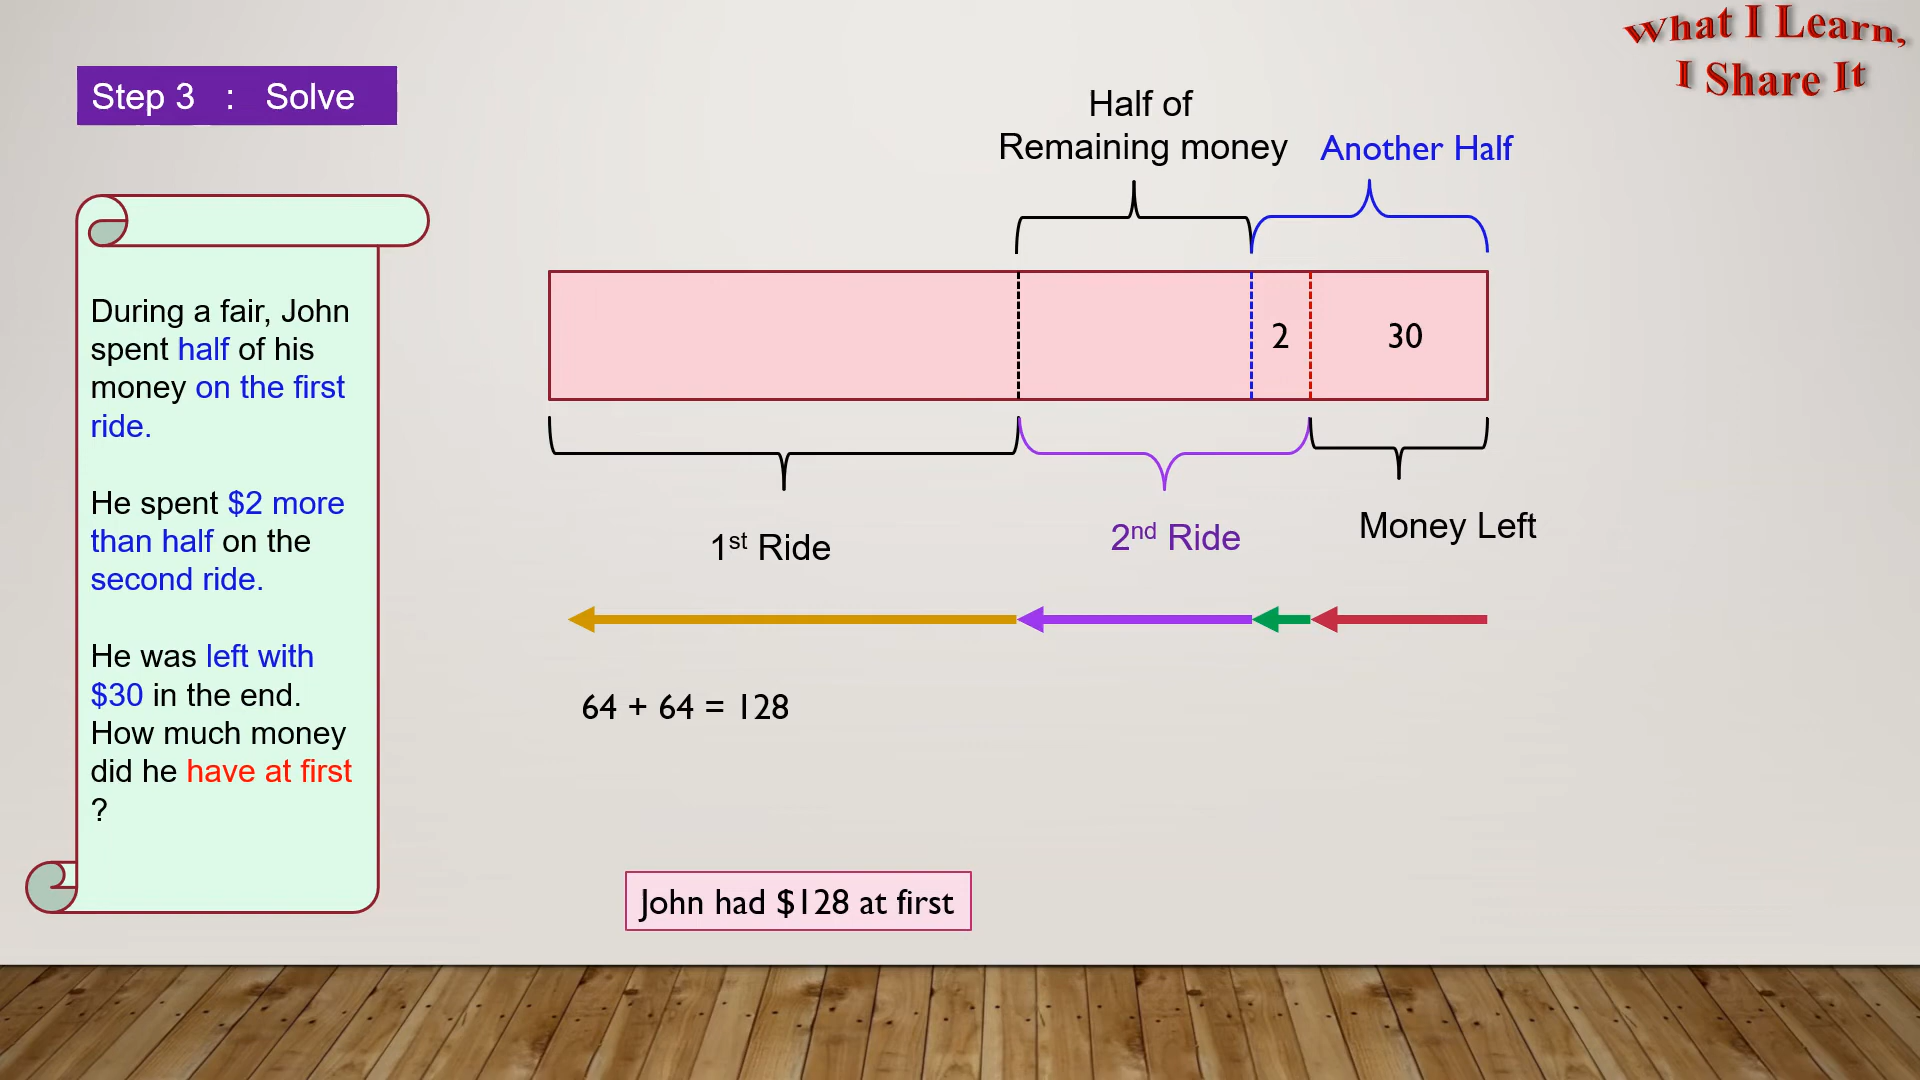 What I Learn,
I Share It
Step 3 : Solve
Half of
Remaining money
Another Half
During a fair, John
spent half of his
money on the first
ride.
He spent $2 more
than half on the
second ride.
He was left with
$30 in the end.
How much money
did he have at first
?
2
30
1st Ride
2nd Ride
Money Left
64 + 64 = 128
John had $128 at first